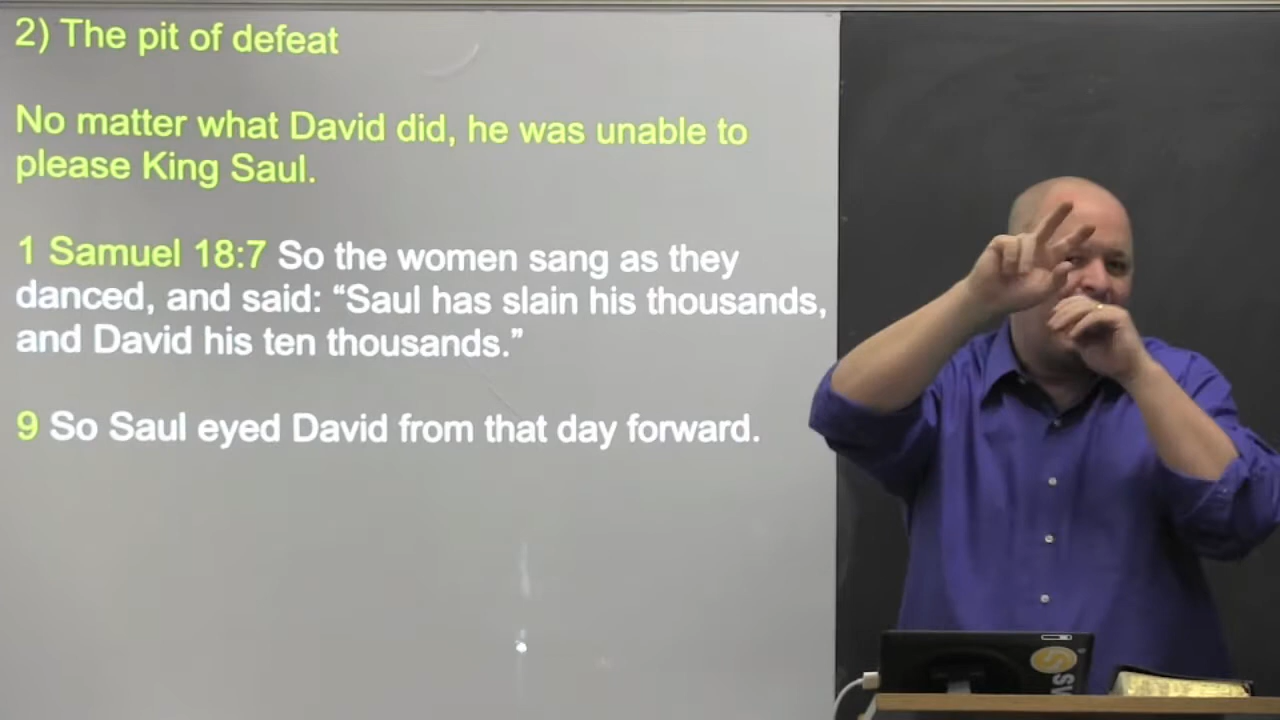 2) The pit of defeat
No matter what David did, he was unable to
please King Saul.
1 Samuel 18:7 So the women sang as they
danced, and said: “Saul has slain his thousands,
and David his ten thousands.”
9 So Saul eyed David from that day forward.